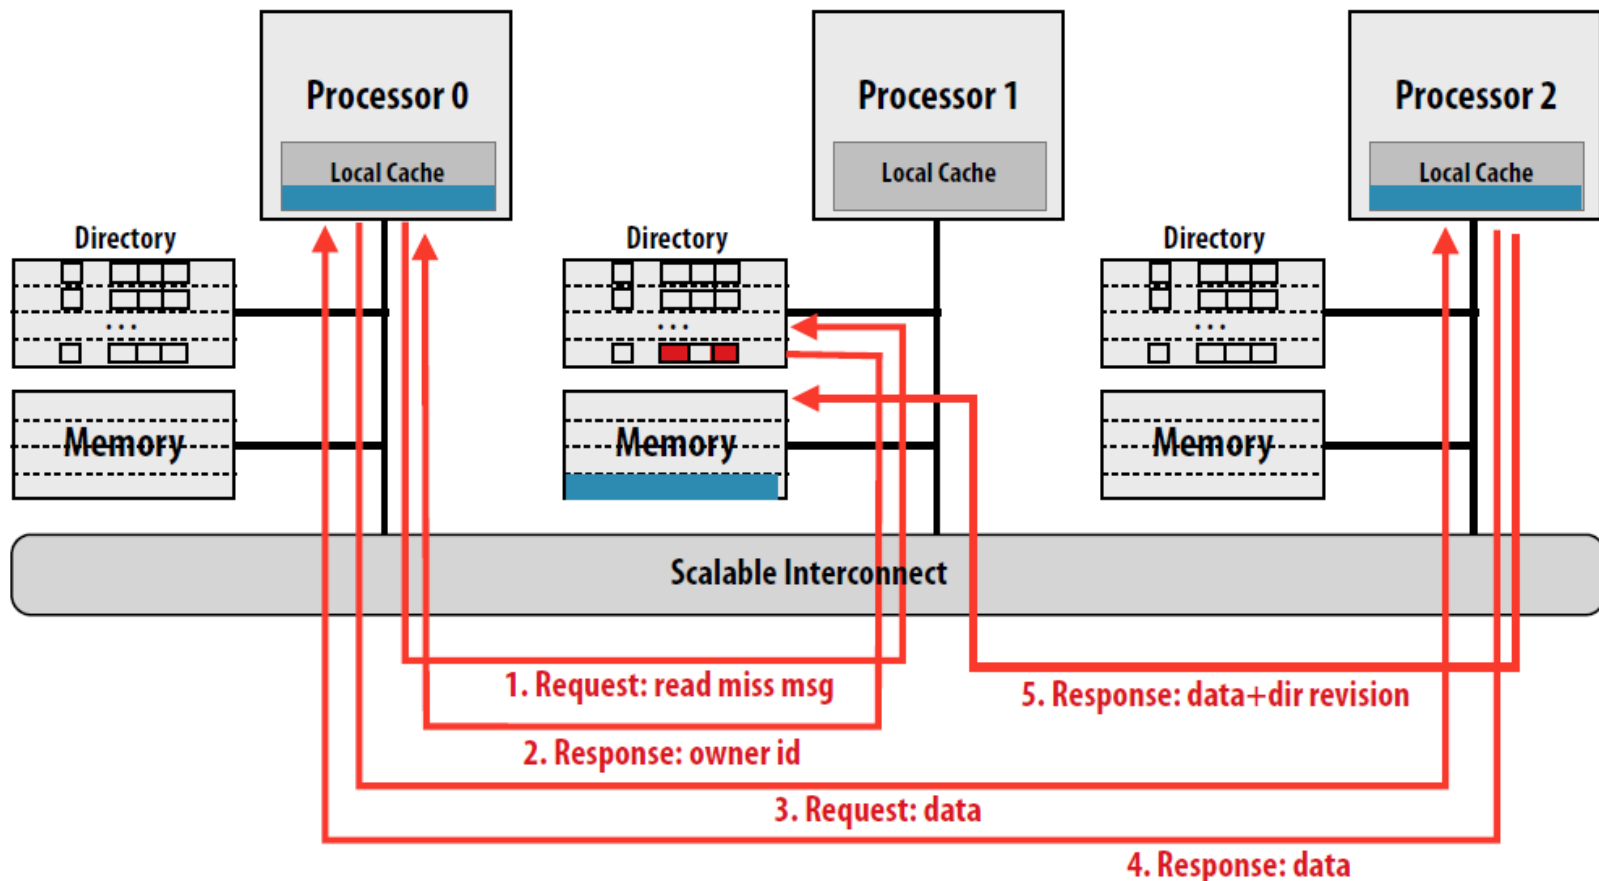 Processor 0
Processor 1
Processor 2
Local Cache
Local Cache
Local Cache
Directory
Directory
Directory
...
...
...
Memory
Memory
Memory
Scalable Interconnect
1. Request: read miss msg
5. Response: data+dir revision
2. Response: owner id
3. Request: data
4. Response: data